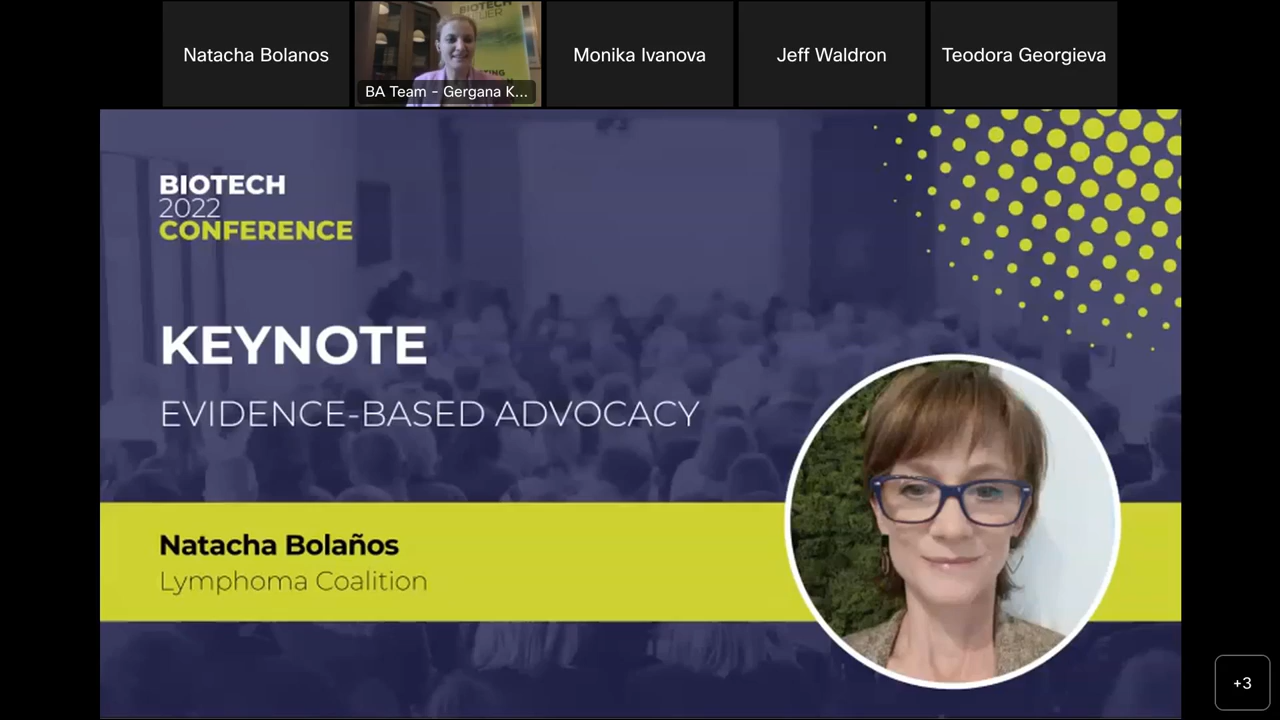 Natacha Bolanos
BIOTECH
BA Team - Gergana K...
Monika Ivanova
Jeff Waldron
Teodora Georgieva
BIOTECH
2022
CONFERENCE
KEYNOTE
EVIDENCE-BASED ADVOCACY
Natacha Bolaños
Lymphoma Coalition
+3